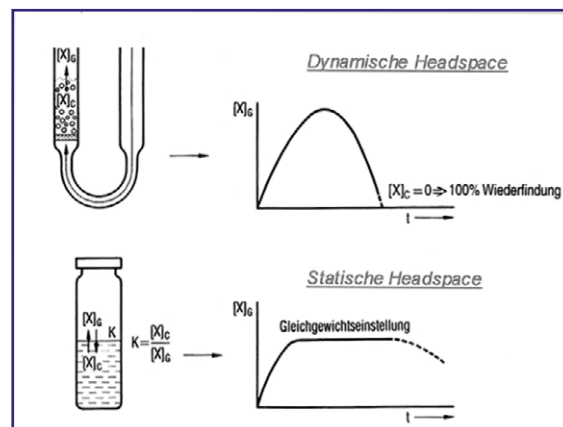 Dynamische Headspace
[X]G
[X]C
[X]G
[X]C = 0 ⇒ 100% Wiederfindung
t
Statische Headspace
[X]G
K
[X]C
K = [X]C / [X]G
[X]G
Gleichgewichtseinstellung
t